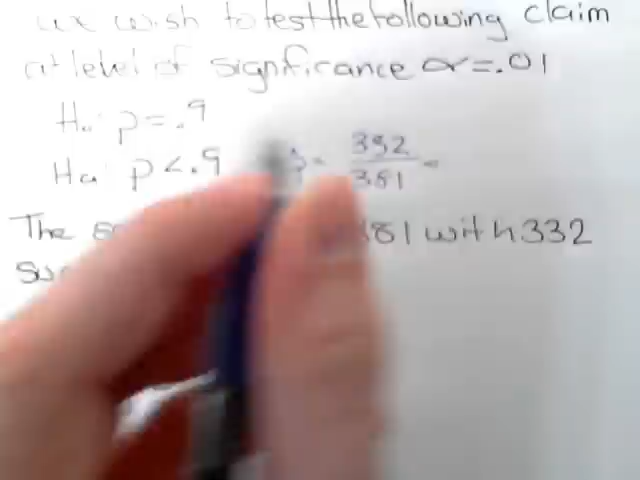 wish to test the following claim
at level of significance α=.01
H₀: p=.9
Ha: p<.9 p̂ = 332/381 =
The 381 with 332